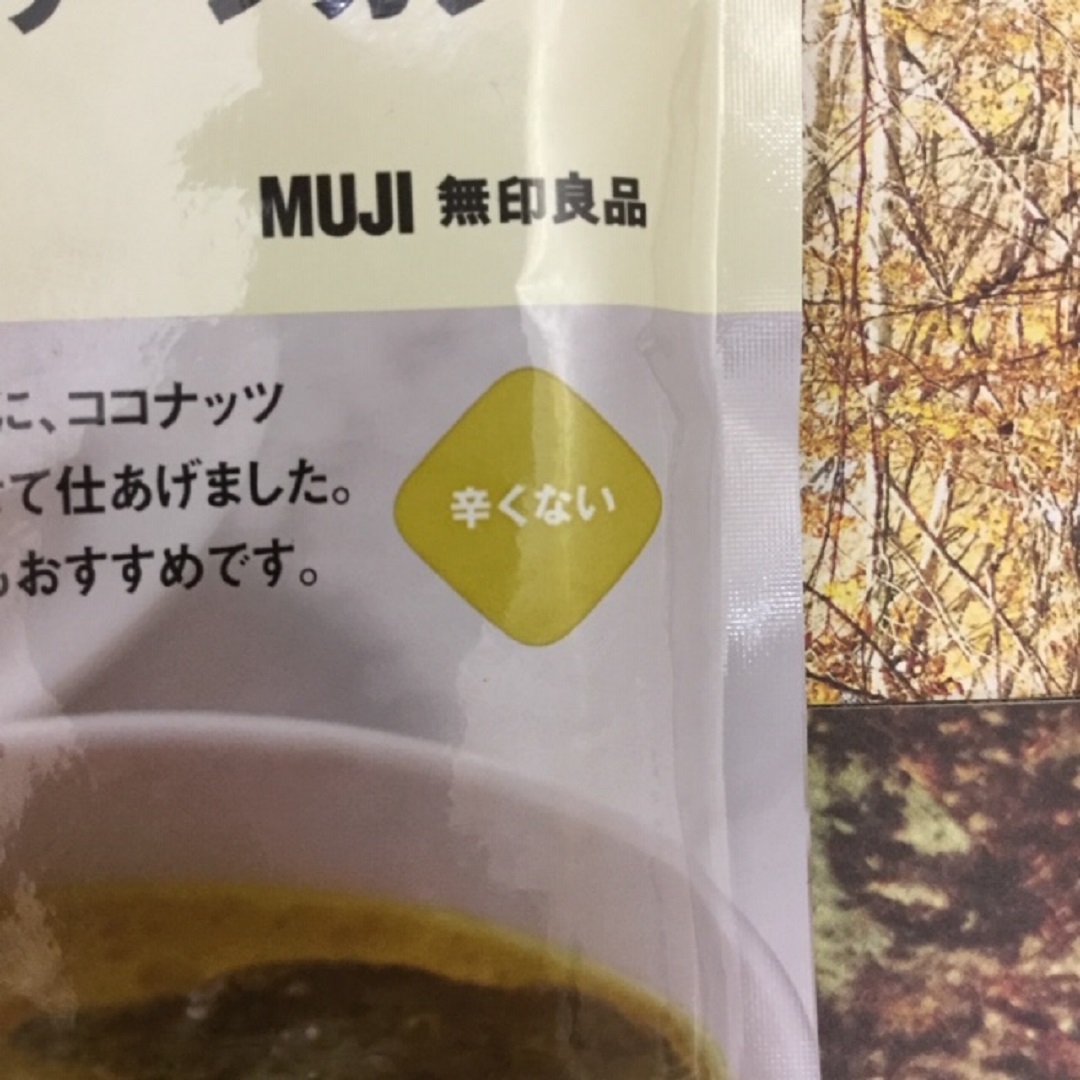 MUJI 無印良品
に、ココナッツ
て仕あげました。
おすすめです。
辛くない